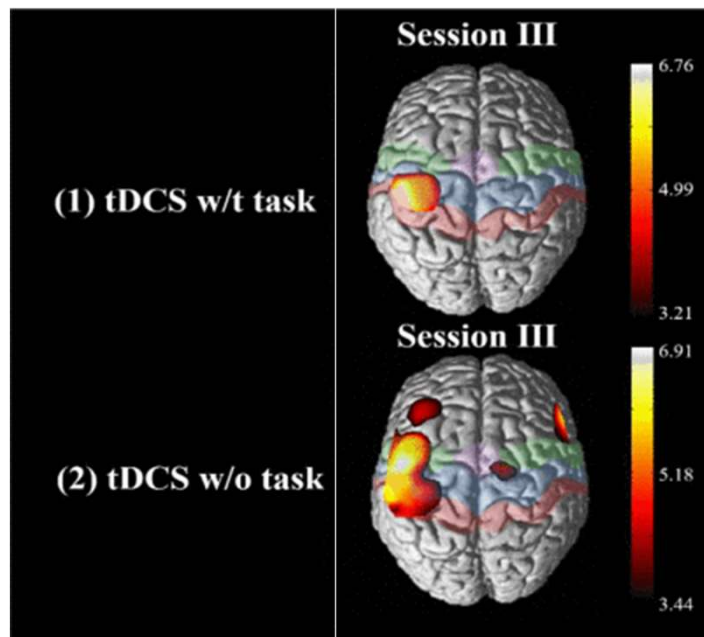 Session III
6.76
(1) tDCS w/t task
4.99
3.21
Session III
6.91
(2) tDCS w/o task
5.18
3.44